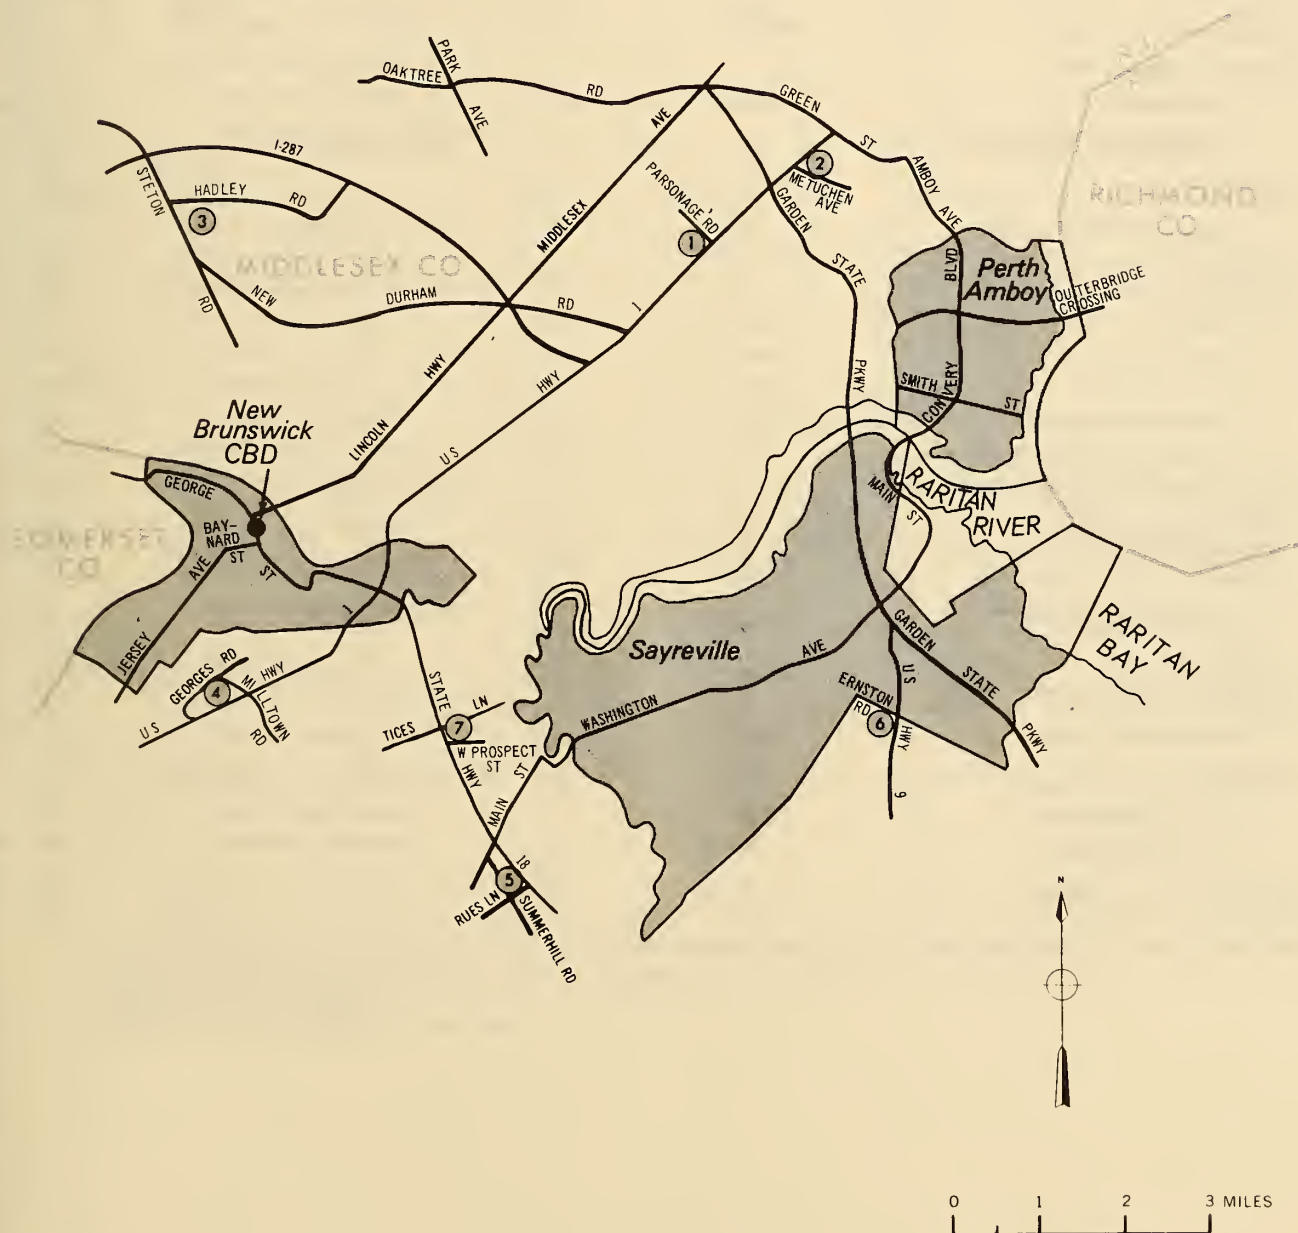 PARK
AVE
OAKTREE
RD
GREEN
ST
AMBOY
AVE
I-287
STETON
RD
HADLEY
RD
3
MIDDLESEX CO
NEW
DURHAM
RD
MIDDLESEX
AVE
PARSONAGE RD
1
2
METUCHEN
AVE
GARDEN
STATE
PKWY
RICHMOND
CO
Perth
Amboy
BLVD
CONVERY
OUTERBRIDGE
CROSSING
SMITH
ST
1
HWY
US
LINCOLN
HWY
New
Brunswick
CBD
GEORGE
ST
BAY-
NARD
ST
JERSEY
AVE
SOMERSET
CO
RARITAN
RIVER
MAIN
ST
RARITAN
BAY
1
HWY
US
GEORGES RD
4
MILLTOWN
RD
STATE
HWY
18
TICES
LN
7
W PROSPECT
ST
MAIN
ST
5
RUES LN
SUMMERHILL RD
Sayreville
WASHINGTON
AVE
GARDEN
STATE
PKWY
US
HWY
9
ERNSTON
RD
6
N
0 1 2 3 MILES